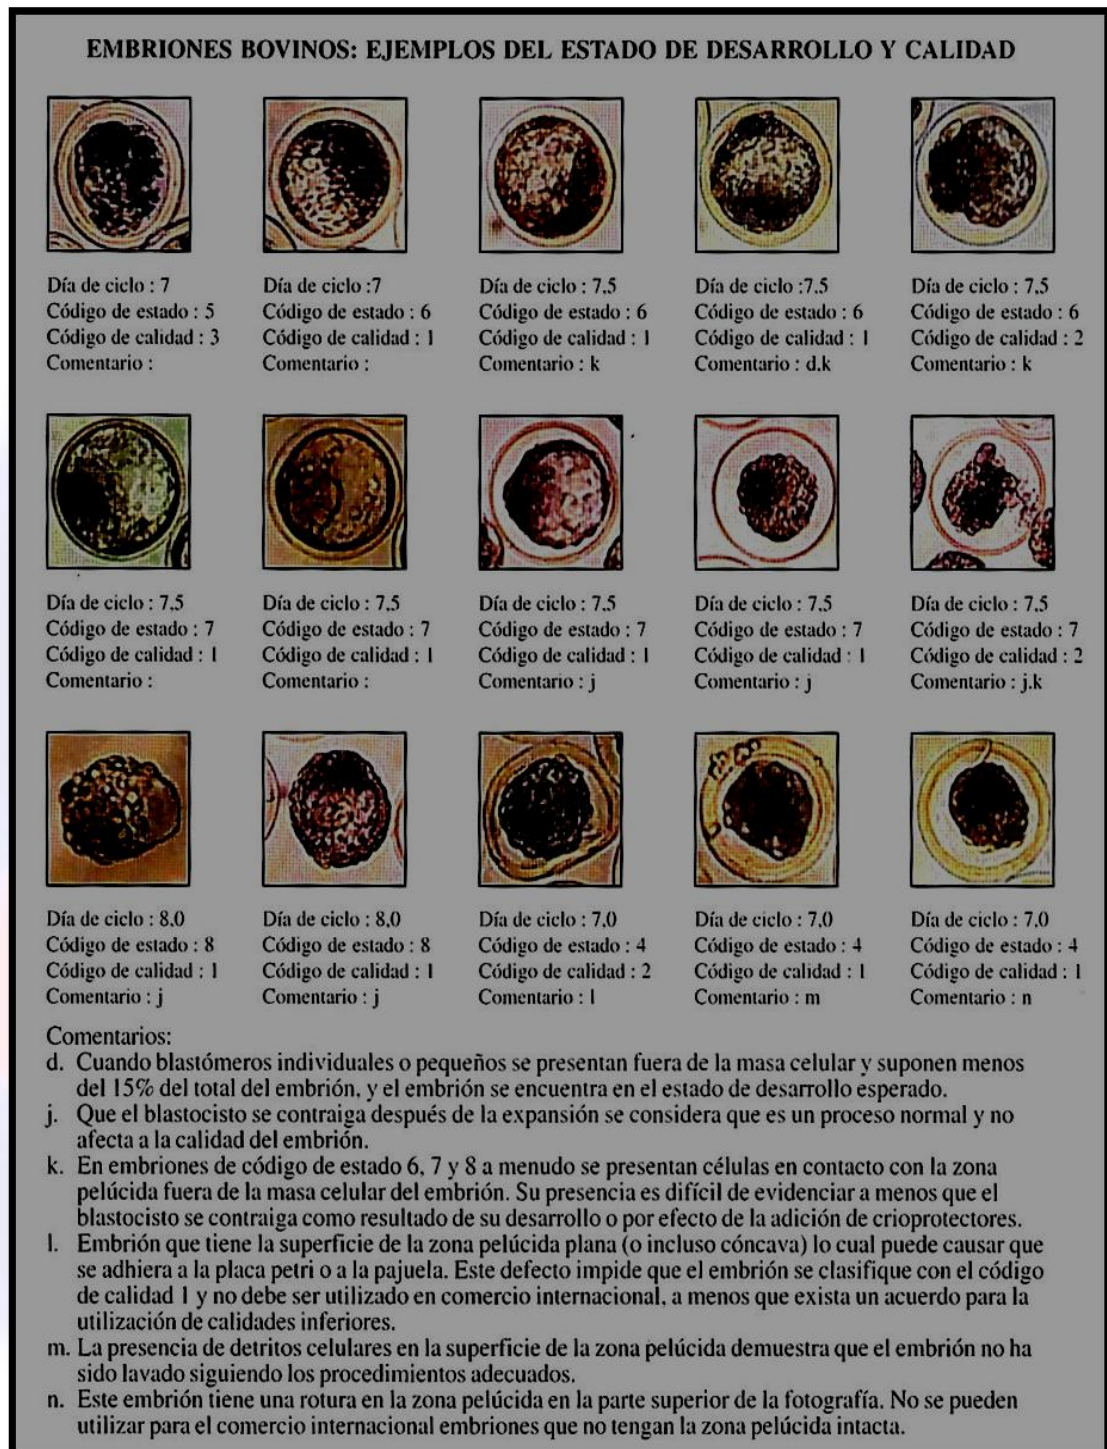 EMBRIONES BOVINOS: EJEMPLOS DEL ESTADO DE DESARROLLO Y CALIDAD
Día de ciclo : 7
Código de estado : 5
Código de calidad : 3
Comentario :
Día de ciclo :7
Código de estado : 6
Código de calidad : 1
Comentario :
Día de ciclo : 7,5
Código de estado : 6
Código de calidad : 1
Comentario : k
Día de ciclo :7,5
Código de estado : 6
Código de calidad : 1
Comentario : d,k
Día de ciclo : 7,5
Código de estado : 6
Código de calidad : 2
Comentario : k
Día de ciclo : 7,5
Código de estado : 7
Código de calidad : 1
Comentario :
Día de ciclo : 7,5
Código de estado : 7
Código de calidad : 1
Comentario :
Día de ciclo : 7,5
Código de estado : 7
Código de calidad : 1
Comentario : j
Día de ciclo : 7,5
Código de estado : 7
Código de calidad : 1
Comentario : j
Día de ciclo : 7,5
Código de estado : 7
Código de calidad : 2
Comentario : j,k
Día de ciclo : 8,0
Código de estado : 8
Código de calidad : 1
Comentario : j
Día de ciclo : 8,0
Código de estado : 8
Código de calidad : 1
Comentario : j
Día de ciclo : 7,0
Código de estado : 4
Código de calidad : 2
Comentario : l
Día de ciclo : 7,0
Código de estado : 4
Código de calidad : 1
Comentario : m
Día de ciclo : 7,0
Código de estado : 4
Código de calidad : 1
Comentario : n
Comentarios:
d. Cuando blastómeros individuales o pequeños se presentan fuera de la masa celular y suponen menos
del 15% del total del embrión, y el embrión se encuentra en el estado de desarrollo esperado.
j. Que el blastocisto se contraiga después de la expansión se considera que es un proceso normal y no
afecta a la calidad del embrión.
k. En embriones de código de estado 6, 7 y 8 a menudo se presentan células en contacto con la zona
pelúcida fuera de la masa celular del embrión. Su presencia es difícil de evidenciar a menos que el
blastocisto se contraiga como resultado de su desarrollo o por efecto de la adición de crioprotectores.
l. Embrión que tiene la superficie de la zona pelúcida plana (o incluso cóncava) lo cual puede causar que
se adhiera a la placa petri o a la pajuela. Este defecto impide que el embrión se clasifique con el código
de calidad 1 y no debe ser utilizado en comercio internacional, a menos que exista un acuerdo para la
utilización de calidades inferiores.
m. La presencia de detritos celulares en la superficie de la zona pelúcida demuestra que el embrión no ha
sido lavado siguiendo los procedimientos adecuados.
n. Este embrión tiene una rotura en la zona pelúcida en la parte superior de la fotografía. No se pueden
utilizar para el comercio internacional embriones que no tengan la zona pelúcida intacta.